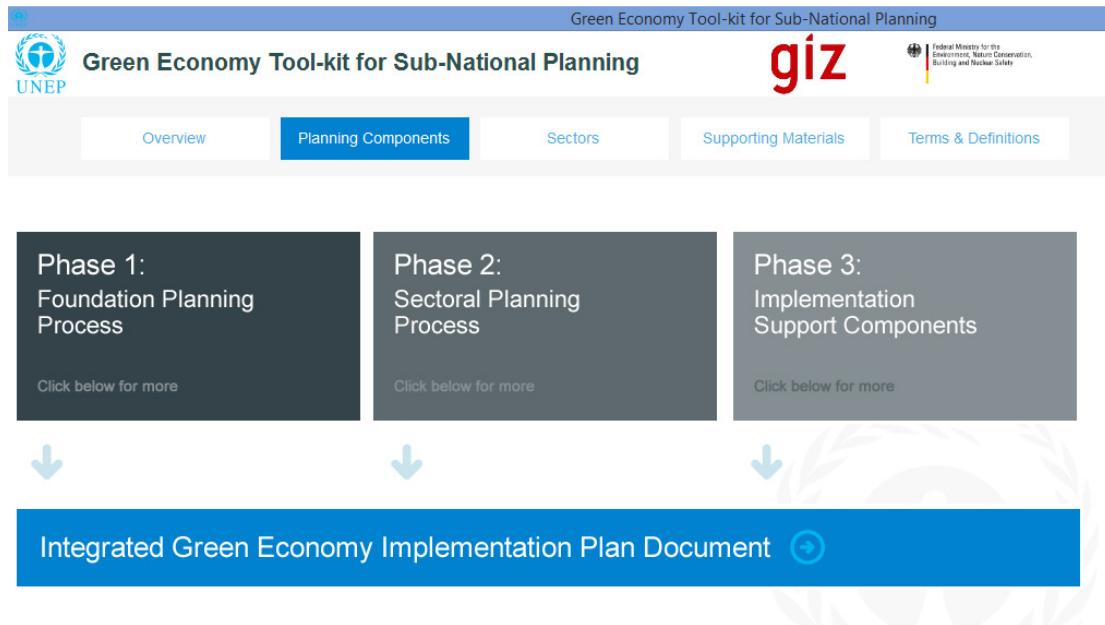 Green Economy Tool-kit for Sub-National Planning
UNEP
Green Economy Tool-kit for Sub-National Planning
giz
Federal Ministry for the
Environment, Nature Conservation,
Building and Nuclear Safety
Overview
Planning Components
Sectors
Supporting Materials
Terms & Definitions
Phase 1:
Foundation Planning
Process
Click below for more
Phase 2:
Sectoral Planning
Process
Click below for more
Phase 3:
Implementation
Support Components
Click below for more
Integrated Green Economy Implementation Plan Document